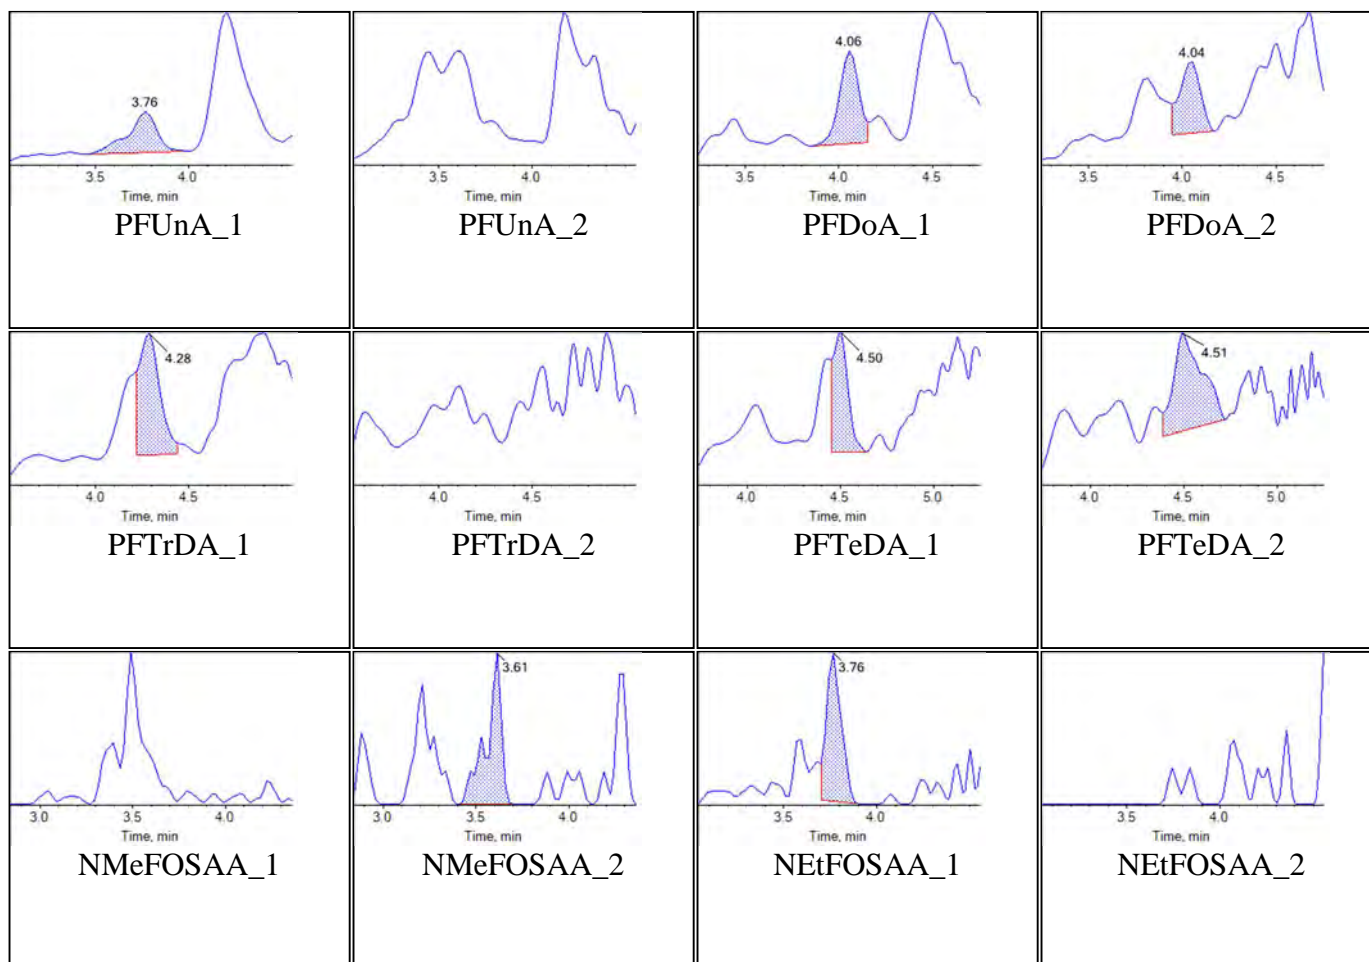 3.76
3.5 4.0
Time, min
PFUnA_1
3.5 4.0
Time, min
PFUnA_2
4.06
3.5 4.0 4.5
Time, min
PFDoA_1
4.04
3.5 4.0 4.5
Time, min
PFDoA_2
4.28
4.0 4.5
Time, min
PFTrDA_1
4.0 4.5
Time, min
PFTrDA_2
4.50
4.0 4.5 5.0
Time, min
PFTeDA_1
4.51
4.0 4.5 5.0
Time, min
PFTeDA_2
3.0 3.5 4.0
Time, min
NMeFOSAA_1
3.61
3.0 3.5 4.0
Time, min
NMeFOSAA_2
3.76
3.5 4.0
Time, min
NEtFOSAA_1
3.5 4.0
Time, min
NEtFOSAA_2